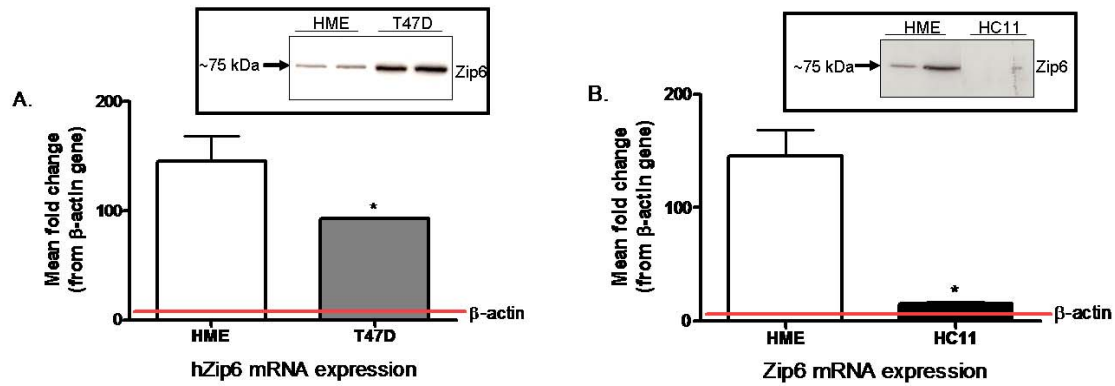 A.
HME T47D
~75 kDa
Zip6
Mean fold change
(from β-actin gene)
200
100
0
*
β-actin
HME T47D
hZip6 mRNA expression
B.
HME HC11
~75 kDa
Zip6
Mean fold change
(from β-actin gene)
200
100
0
*
β-actin
HME HC11
Zip6 mRNA expression